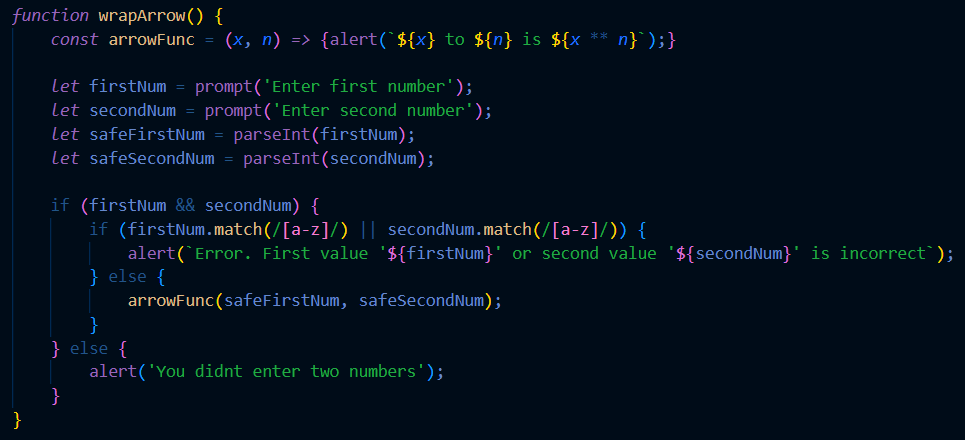 function wrapArrow() {
    const arrowFunc = (x, n) => {alert(`${x} to ${n} is ${x ** n}`);}

    let firstNum = prompt('Enter first number');
    let secondNum = prompt('Enter second number');
    let safeFirstNum = parseInt(firstNum);
    let safeSecondNum = parseInt(secondNum);

    if (firstNum && secondNum) {
        if (firstNum.match(/[a-z]/) || secondNum.match(/[a-z]/)) {
            alert(`Error. First value '${firstNum}' or second value '${secondNum}' is incorrect`);
        } else {
            arrowFunc(safeFirstNum, safeSecondNum);
        }
    } else {
        alert('You didnt enter two numbers');
    }
}